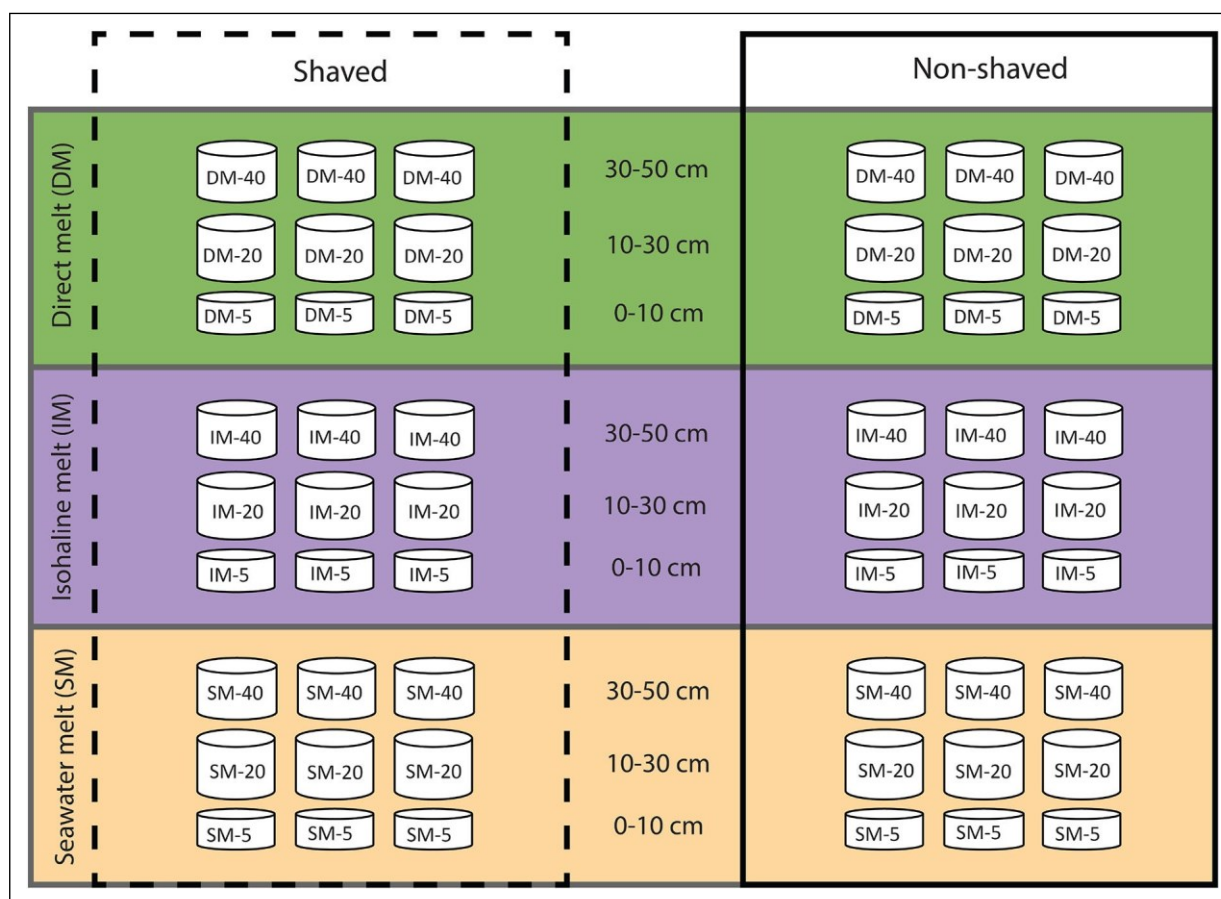 Shaved
Non-shaved
Direct melt (DM)
DM-40 DM-40 DM-40 30-50 cm DM-40 DM-40 DM-40
DM-20 DM-20 DM-20 10-30 cm DM-20 DM-20 DM-20
DM-5 DM-5 DM-5 0-10 cm DM-5 DM-5 DM-5
Isohaline melt (IM)
IM-40 IM-40 IM-40 30-50 cm IM-40 IM-40 IM-40
IM-20 IM-20 IM-20 10-30 cm IM-20 IM-20 IM-20
IM-5 IM-5 IM-5 0-10 cm IM-5 IM-5 IM-5
Seawater melt (SM)
SM-40 SM-40 SM-40 30-50 cm SM-40 SM-40 SM-40
SM-20 SM-20 SM-20 10-30 cm SM-20 SM-20 SM-20
SM-5 SM-5 SM-5 0-10 cm SM-5 SM-5 SM-5